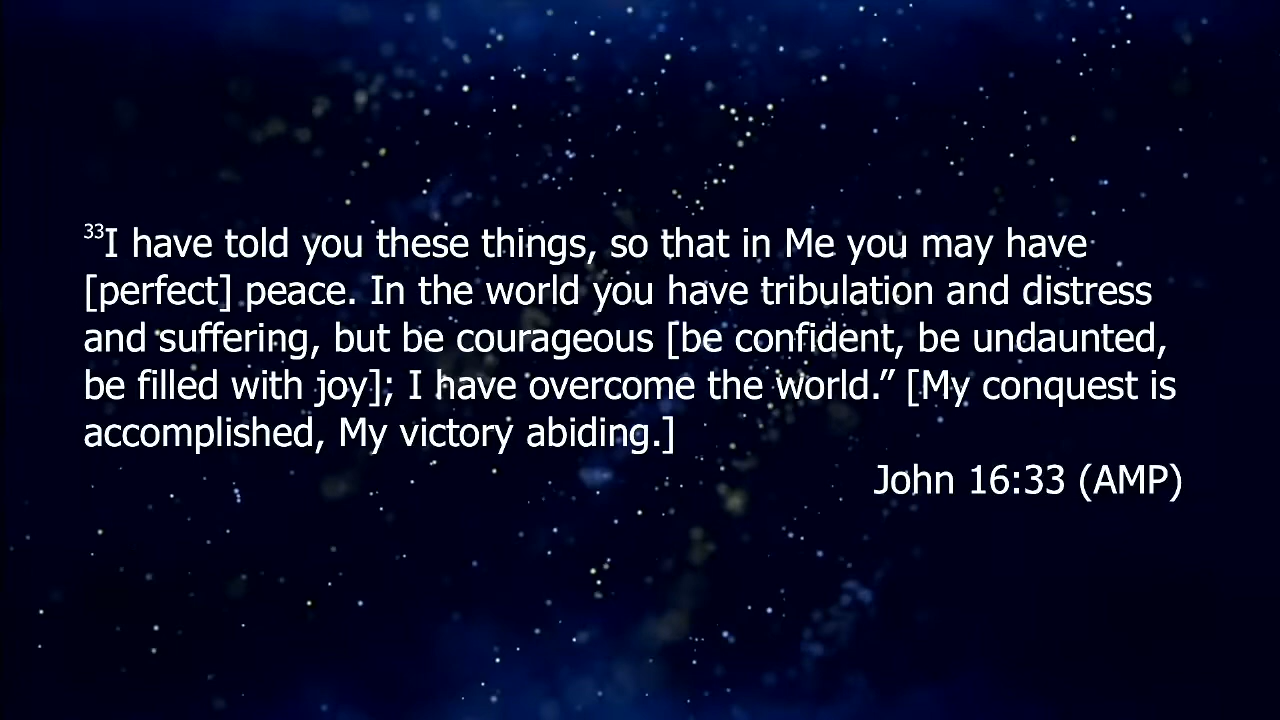 33I have told you these things, so that in Me you may have
[perfect] peace. In the world you have tribulation and distress
and suffering, but be courageous [be confident, be undaunted,
be filled with joy]; I have overcome the world.” [My conquest is
accomplished, My victory abiding.]
John 16:33 (AMP)